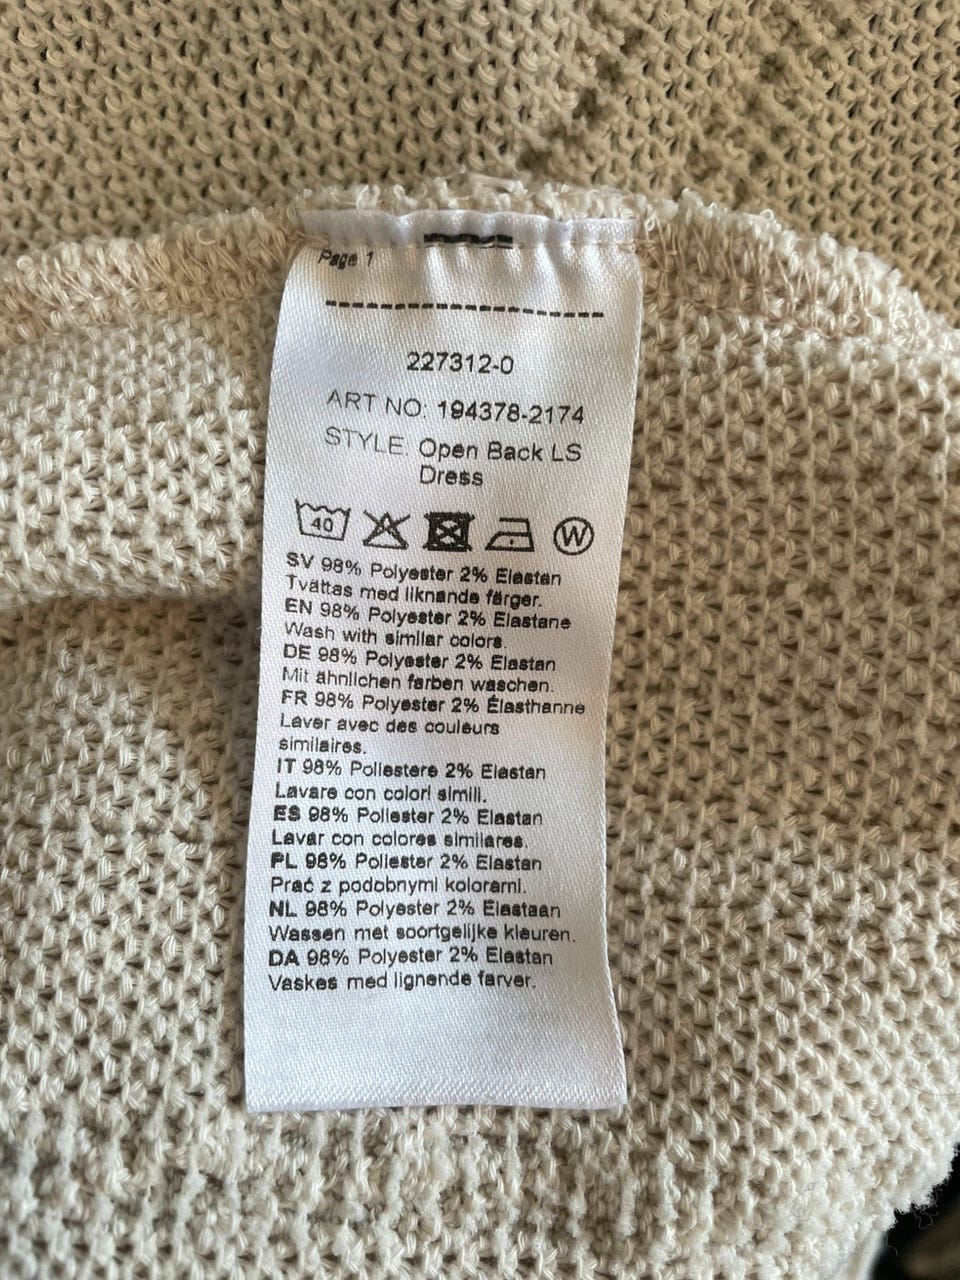 Page 1
227312-0
ART NO: 194378-2174
STYLE: Open Back LS
Dress
40
W
SV 98% Polyester 2% Elastan
Tvättas med liknande färger.
EN 98% Polyester 2% Elastane
Wash with similar colors.
DE 98% Polyester 2% Elastan
Mit ähnlichen farben waschen.
FR 98% Polyester 2% Élasthanne
Laver avec des couleurs
similaires.
IT 98% Poliestere 2% Elastan
Lavare con colori simili.
ES 98% Poliester 2% Elastan
Lavar con colores similares.
PL 98% Poliester 2% Elastan
Prać z podobnymi kolorami.
NL 98% Polyester 2% Elastaan
Wassen met soortgelijke kleuren.
DA 98% Polyester 2% Elastan
Vaskes med lignende farver.